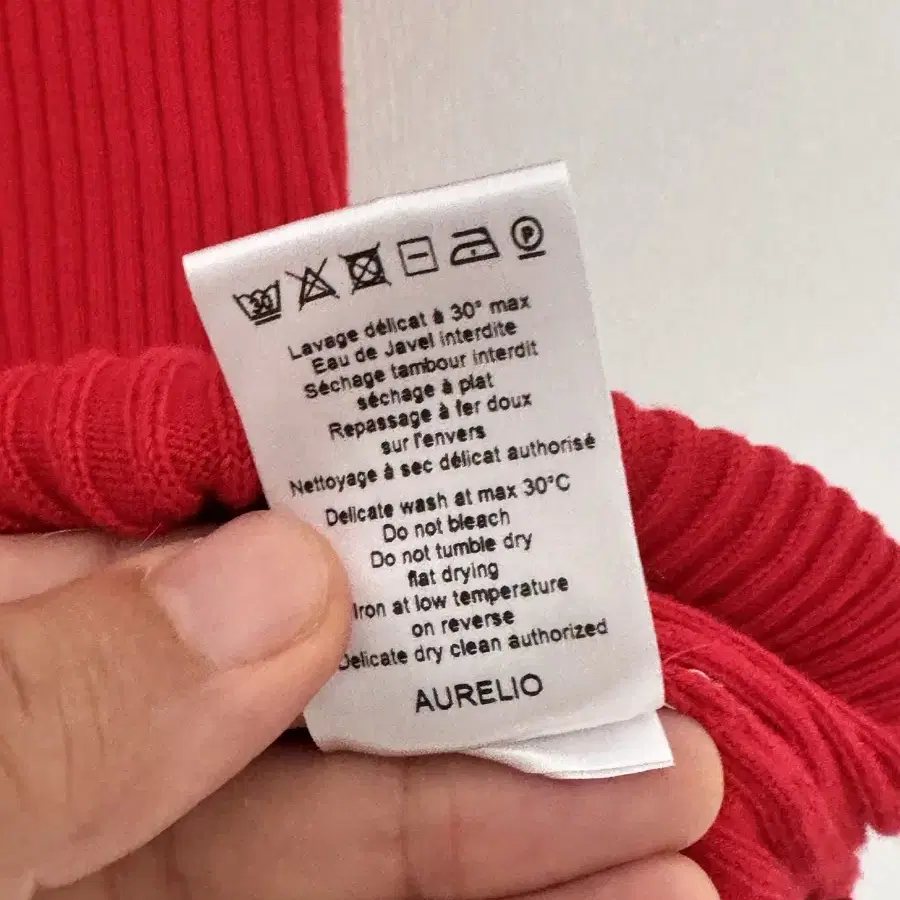 30 P
Lavage délicat à 30° max
Eau de Javel interdite
Séchage tambour interdit
séchage à plat
Repassage à fer doux
sur l'envers
Nettoyage à sec délicat authorisé
Delicate wash at max 30°C
Do not bleach
Do not tumble dry
flat drying
Iron at low temperature
on reverse
Delicate dry clean authorized
AURELIO